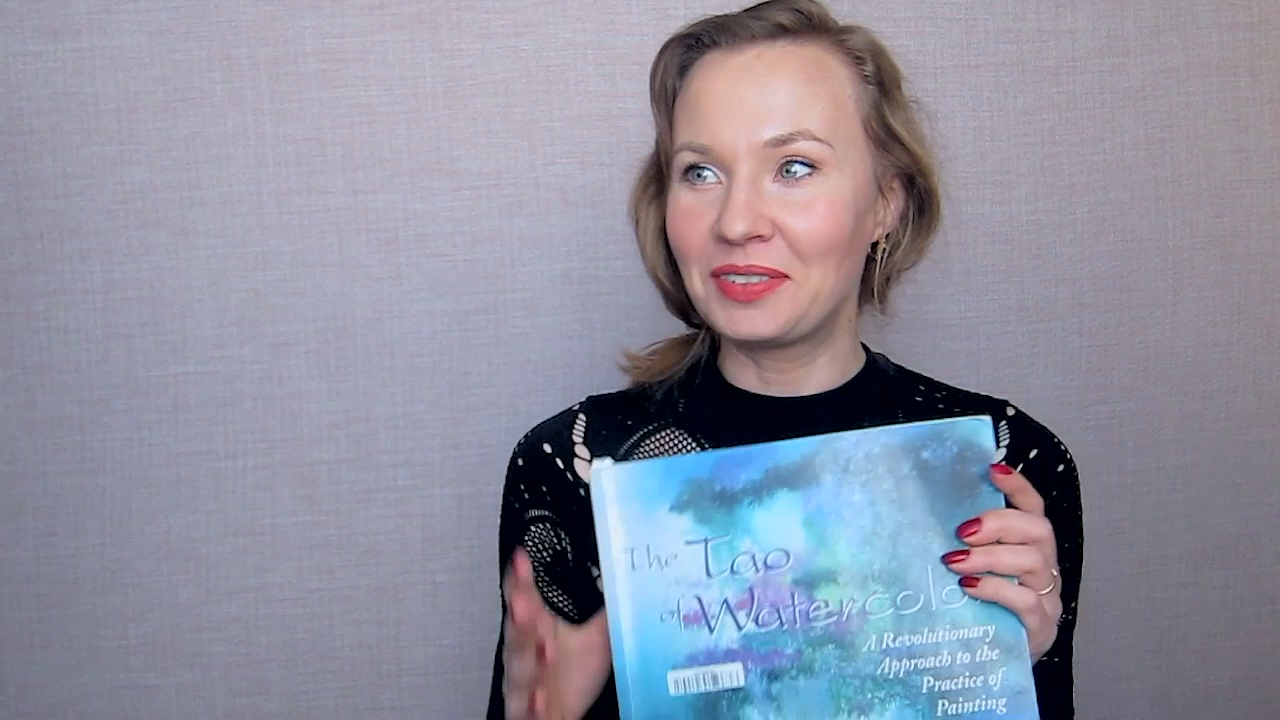 The Tao
of Watercolo
A Revolutionary
Approach to the
Practice of
Painting